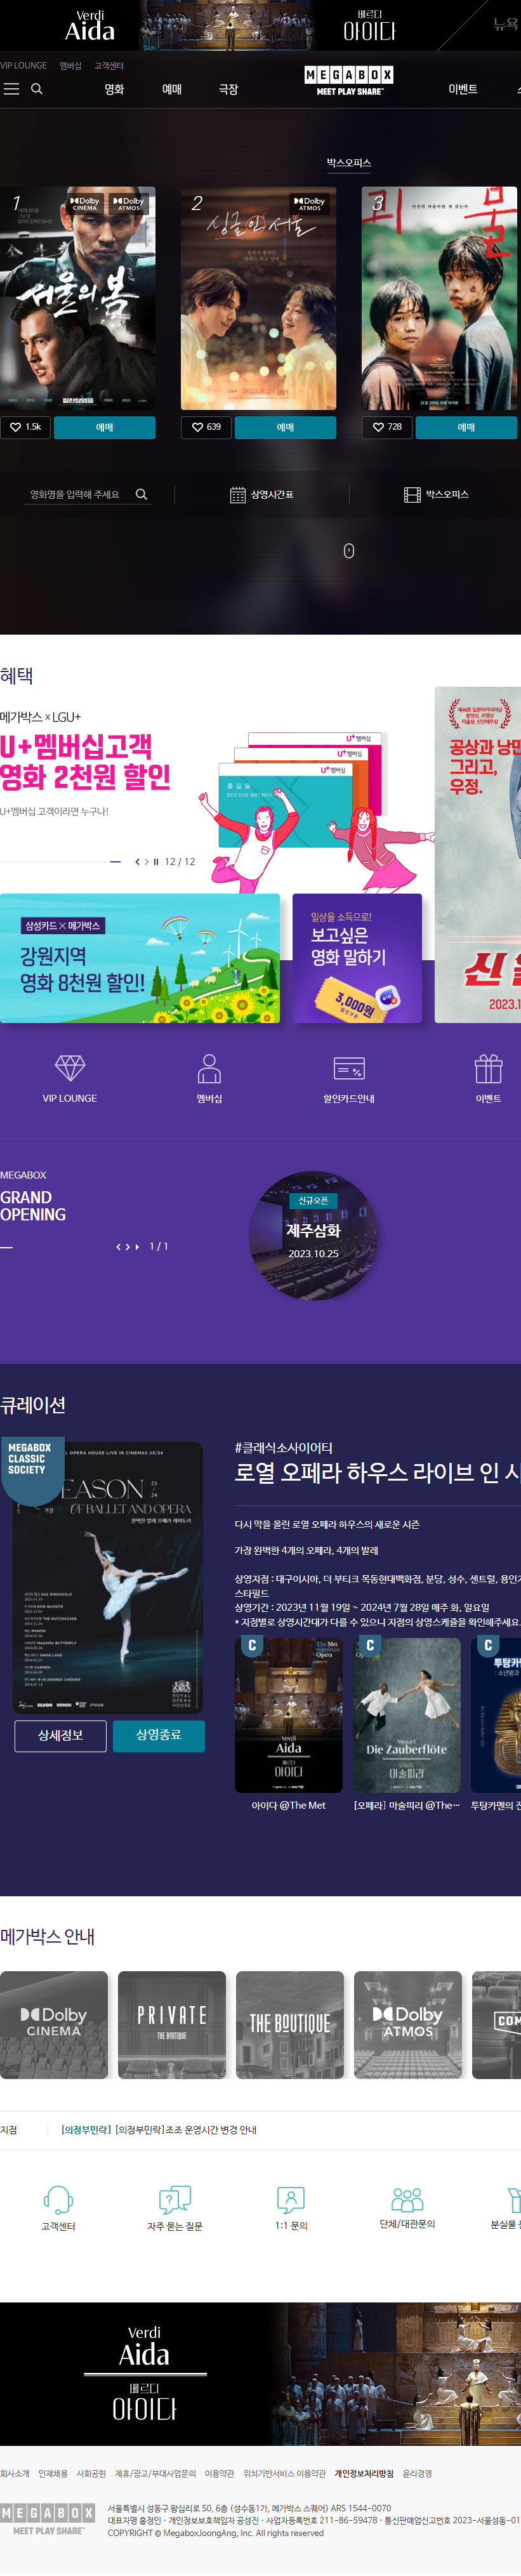 Verdi
Aida
베르디
아이다
뉴욕
VIP LOUNGE 멤버십 고객센터
MEGABOX
MEET PLAY SHARE™
영화 예매 극장 이벤트
박스오피스
1 Dolby CINEMA Dolby ATMOS
서울의 봄
2 Dolby ATMOS
싱글 인 서울
3
괴물
1.5k 예매
639 예매
728 예매
영화명을 입력해 주세요
상영시간표
박스오피스
혜택
메가박스 x LGU+
U+멤버십고객
영화 2천원 할인
U+멤버십 고객이라면 누구나!
12 / 12
U+멤버십
U+멤버십
U+멤버십
홍길동
공상과 낭만
그리고,
우정.
2023.1
삼성카드 X 메가박스
강원지역
영화 8천원 할인!
일상을 소득으로!
보고싶은
영화 말하기
3,000원
VIP LOUNGE
멤버십
할인카드안내
이벤트
MEGABOX
GRAND
OPENING
1 / 1
신규오픈
제주삼화
2023.10.25
큐레이션
MEGABOX
CLASSIC
SOCIETY
OPERA HOUSE LIVE IN CINEMAS 23/24
EASON
OF BALLET AND OPERA
ROYAL
OPERA
HOUSE
상세정보
상영종료
#클래식소사이어티
로열 오페라 하우스 라이브 인 시
다시 막을 올린 로열 오페라 하우스의 새로운 시즌
가장 완벽한 4개의 오페라, 4개의 발레
상영지점 : 대구이시아, 더 부티크 목동현대백화점, 분당, 성수, 센트럴, 용인기
스타필드
상영기간 : 2023년 11월 19일 ~ 2024년 7월 28일 매주 화, 일요일
* 지점별로 상영시간대가 다를 수 있으니 지점의 상영스케쥴을 확인해주세요.
C
The Met
Opera
Verdi
Aida
베르디
아이다
C
Mozart
Die Zauberflöte
모차르트
마술피리
C
투탕카멘
: 소년왕과
아이다 @The Met
[오페라] 마술피리 @The…
투탕카멘의 전
메가박스 안내
Dolby CINEMA
PRIVATE
THE BOUTIQUE
THE BOUTIQUE
Dolby ATMOS
COM
지점
[의정부민락] [의정부민락]조조 운영시간 변경 안내
고객센터
자주 묻는 질문
1:1 문의
단체/대관문의
분실물
Verdi
Aida
베르디
아이다
회사소개 인재채용 사회공헌 제휴/광고/부대사업문의 이용약관 위치기반서비스 이용약관 개인정보처리방침 윤리경영
MEGABOX
MEET PLAY SHARE™
서울특별시 성동구 왕십리로 50, 6층 (성수동1가, 메가박스 스퀘어) ARS 1544-0070
대표자명 홍정인 · 개인정보보호책임자 공성진 · 사업자등록번호 211-86-59478 · 통신판매업신고번호 2023-서울성동-01
COPYRIGHT © MegaboxJoongAng, Inc. All rights reserved